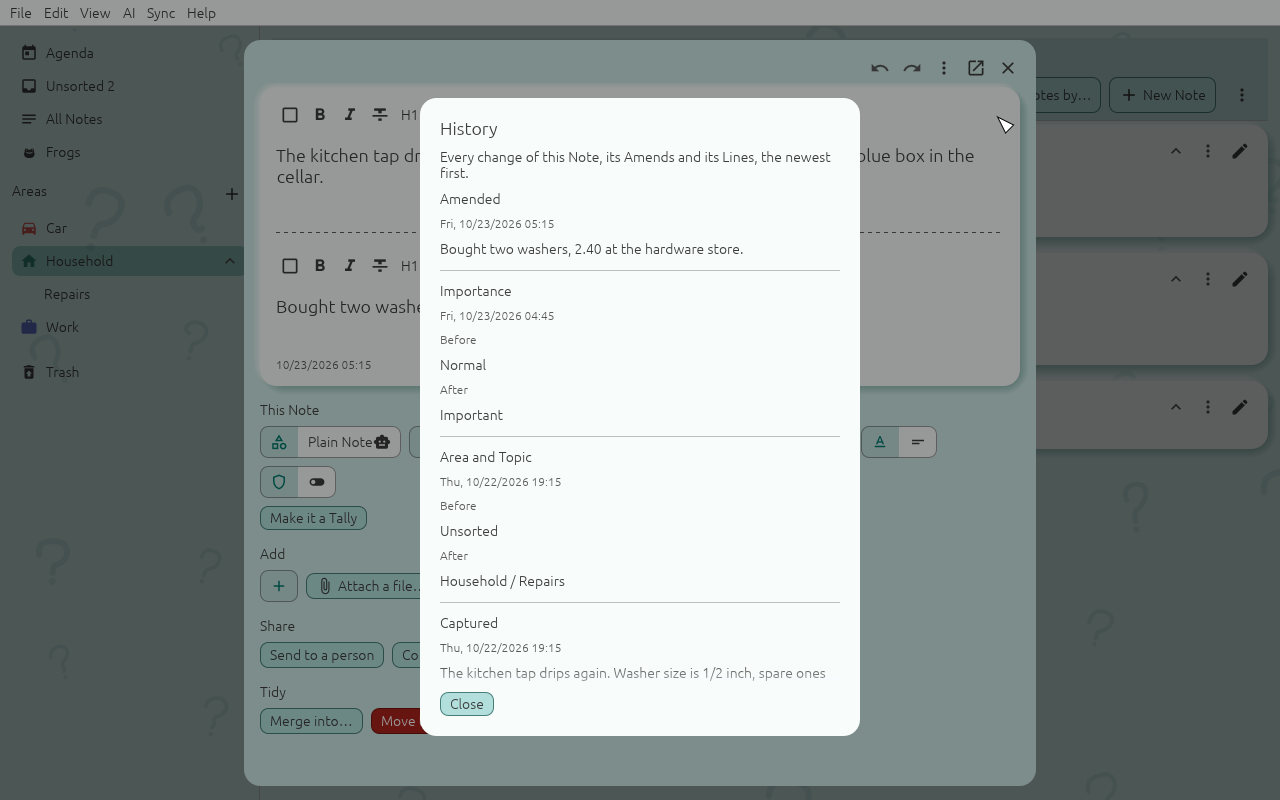 File Edit View AI Sync Help
Agenda
Unsorted 2
All Notes
Frogs
Areas
Car
Household
Repairs
Work
Trash
New Note
B I H1
The kitchen tap
blue box in the
cellar.
B I H1
Bought two
10/23/2026 05:15
This Note
Plain Note
Make it a Tally
Add
Attach a file...
Share
Send to a person
Tidy
Merge into...
Move
History
Every change of this Note, its Amends and its Lines, the newest
first.
Amended
Fri, 10/23/2026 05:15
Bought two washers, 2.40 at the hardware store.
Importance
Fri, 10/23/2026 04:45
Before
Normal
After
Important
Area and Topic
Thu, 10/22/2026 19:15
Before
Unsorted
After
Household / Repairs
Captured
Thu, 10/22/2026 19:15
The kitchen tap drips again. Washer size is 1/2 inch, spare ones
Close